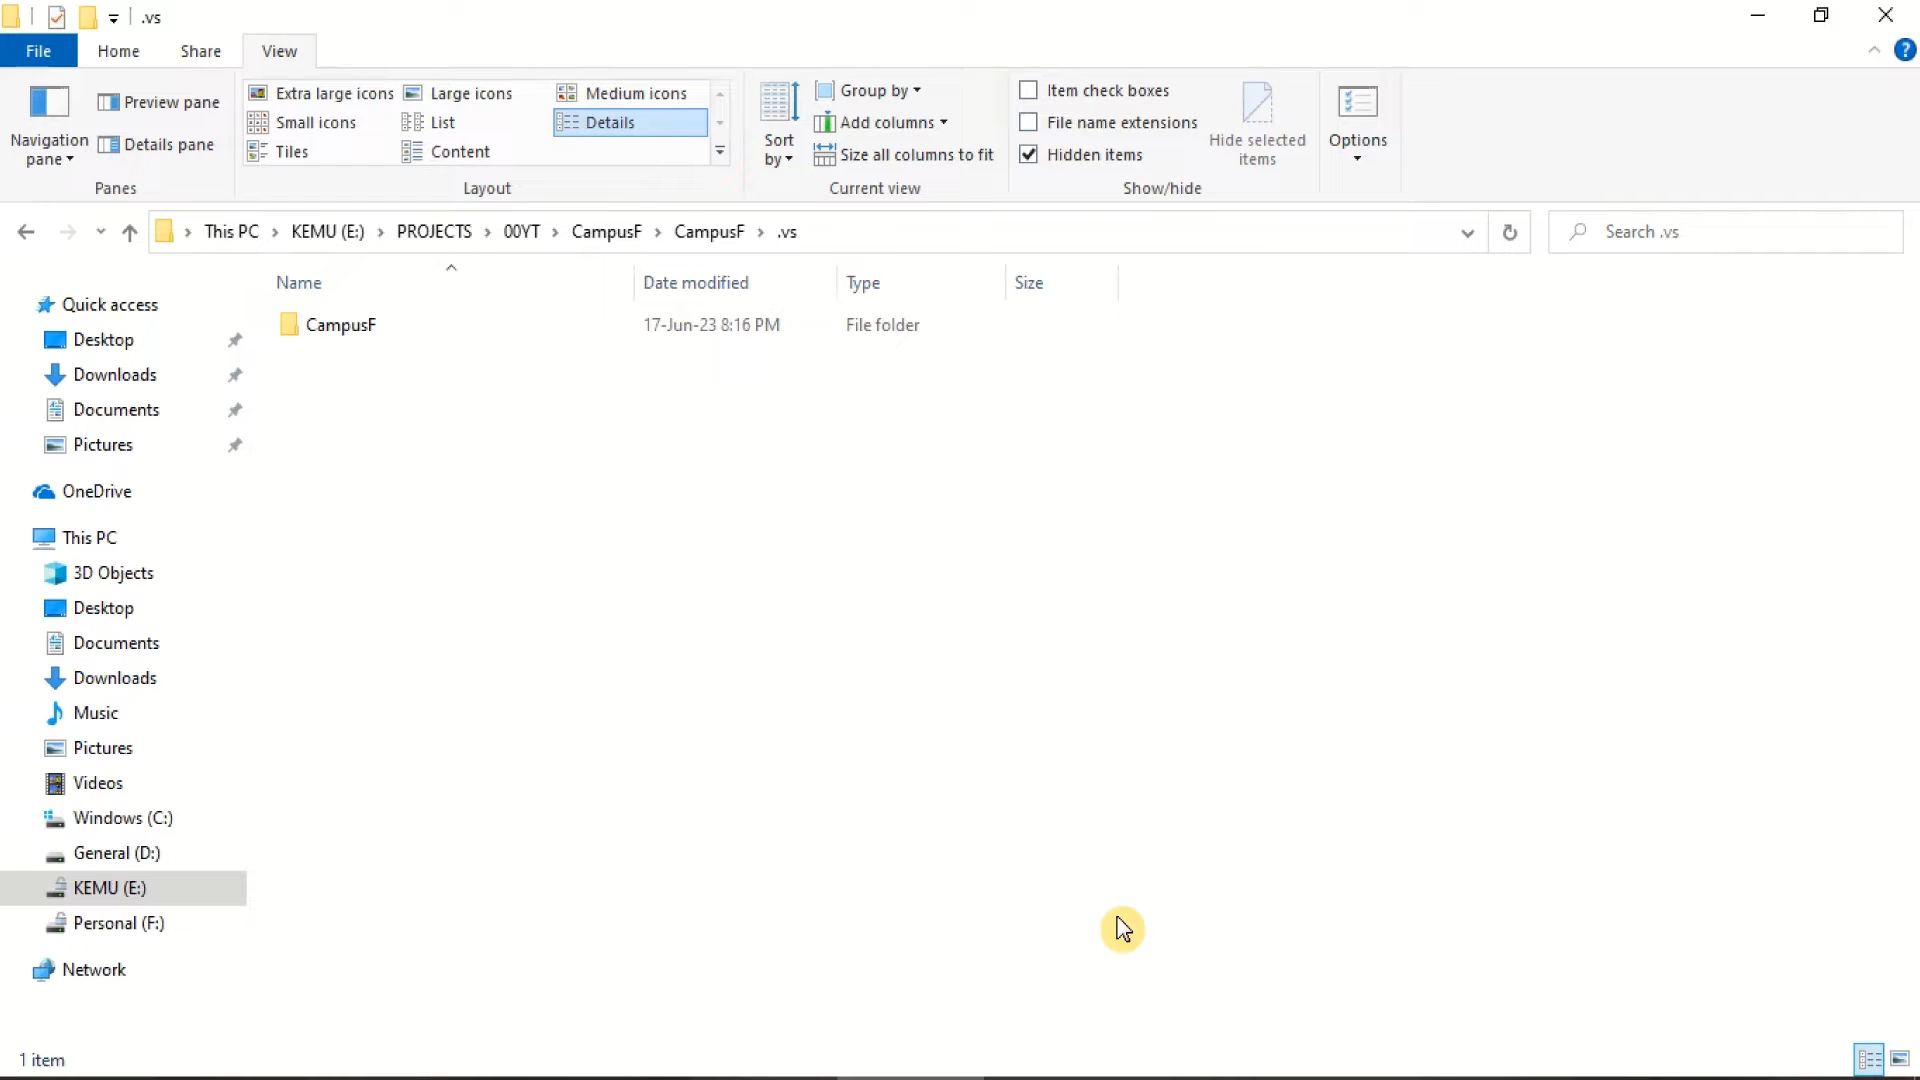 .vs
File Home Share View
Navigation pane
Preview pane
Details pane
Panes
Extra large icons Large icons Medium icons
Small icons List Details
Tiles Content
Layout
Sort by
Group by
Add columns
Size all columns to fit
Current view
Item check boxes
File name extensions
Hidden items
Hide selected items
Show/hide
Options
This PC > KEMU (E:) > PROJECTS > 00YT > CampusF > CampusF > .vs
Search .vs
Name Date modified Type Size
CampusF 17-Jun-23 8:16 PM File folder
Quick access
Desktop
Downloads
Documents
Pictures
OneDrive
This PC
3D Objects
Desktop
Documents
Downloads
Music
Pictures
Videos
Windows (C:)
General (D:)
KEMU (E:)
Personal (F:)
Network
1 item